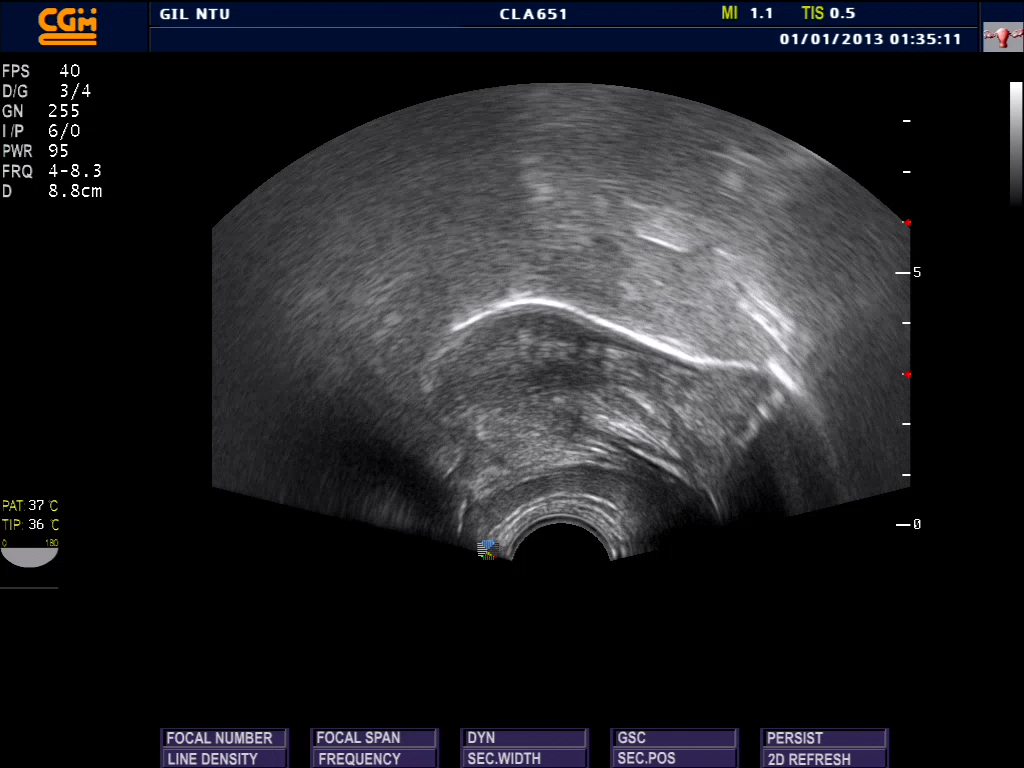 CGM
GIL NTU CLA651 MI 1.1 TIS 0.5
01/01/2013 01:35:11
FPS 40
D/G 3/4
GN 255
I/P 6/0
PWR 95
FRQ 4-8.3
D 8.8cm
5
PAT: 37 °C
TIP: 36 °C
0 180
0
FOCAL NUMBER FOCAL SPAN DYN GSC PERSIST
LINE DENSITY FREQUENCY SEC.WIDTH SEC.POS 2D REFRESH